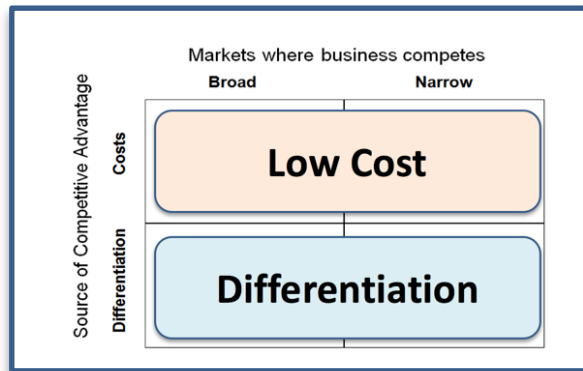 Markets where business competes
Broad Narrow
Source of Competitive Advantage
Costs
Low Cost
Differentiation
Differentiation